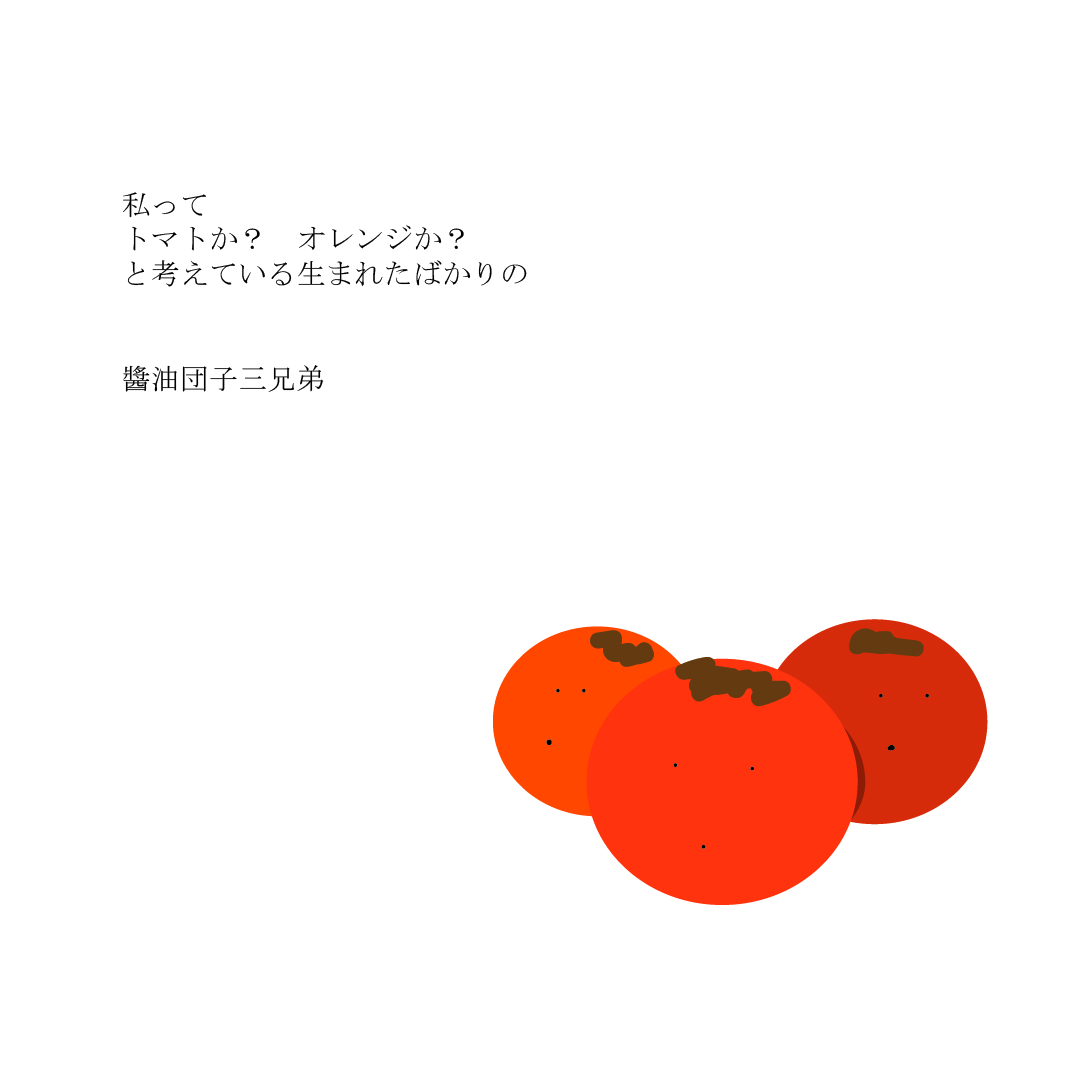 私って
トマトか？　オレンジか？
と考えている生まれたばかりの
醬油団子三兄弟